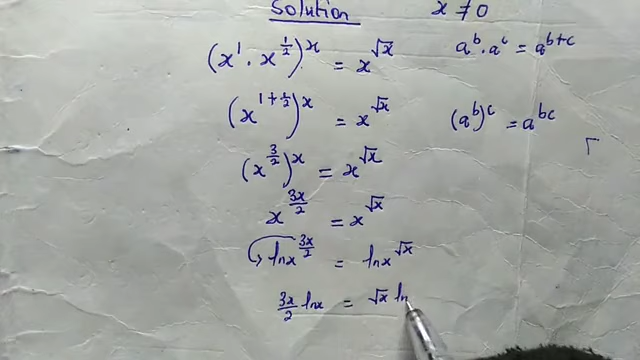 Solution x ≠ 0
(x¹ · x^{1/2})^x = x^{√x} a^b · a^c = a^{b+c}
(x^{1+1/2})^x = x^{√x} (a^b)^c = a^{bc}
(x^{3/2})^x = x^{√x}
x^{3x/2} = x^{√x}
ln x^{3x/2} = ln x^{√x}
3x/2 ln x = √x ln